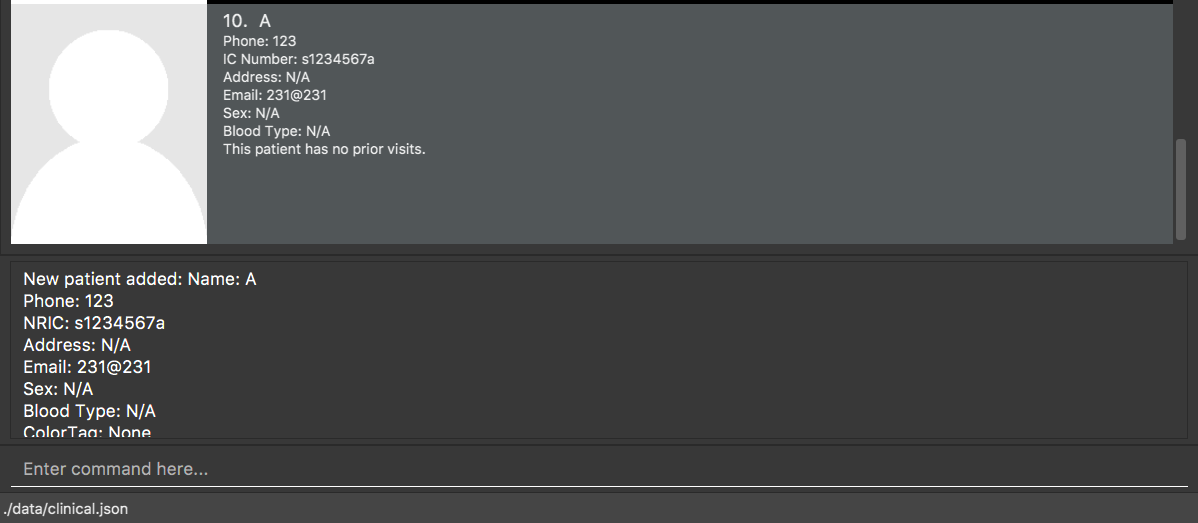 10. A
Phone: 123
IC Number: s1234567a
Address: N/A
Email: 231@231
Sex: N/A
Blood Type: N/A
This patient has no prior visits.
New patient added: Name: A
Phone: 123
NRIC: s1234567a
Address: N/A
Email: 231@231
Sex: N/A
Blood Type: N/A
ColorTag: None
Enter command here...
./data/clinical.json